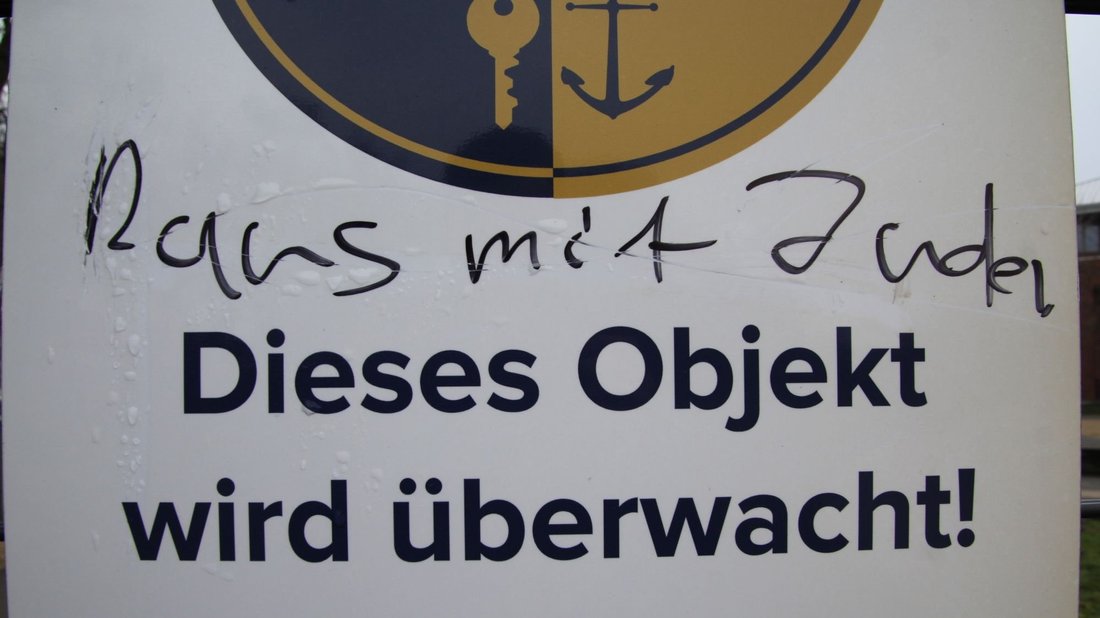 Raus mit Juden
Dieses Objekt
wird überwacht!